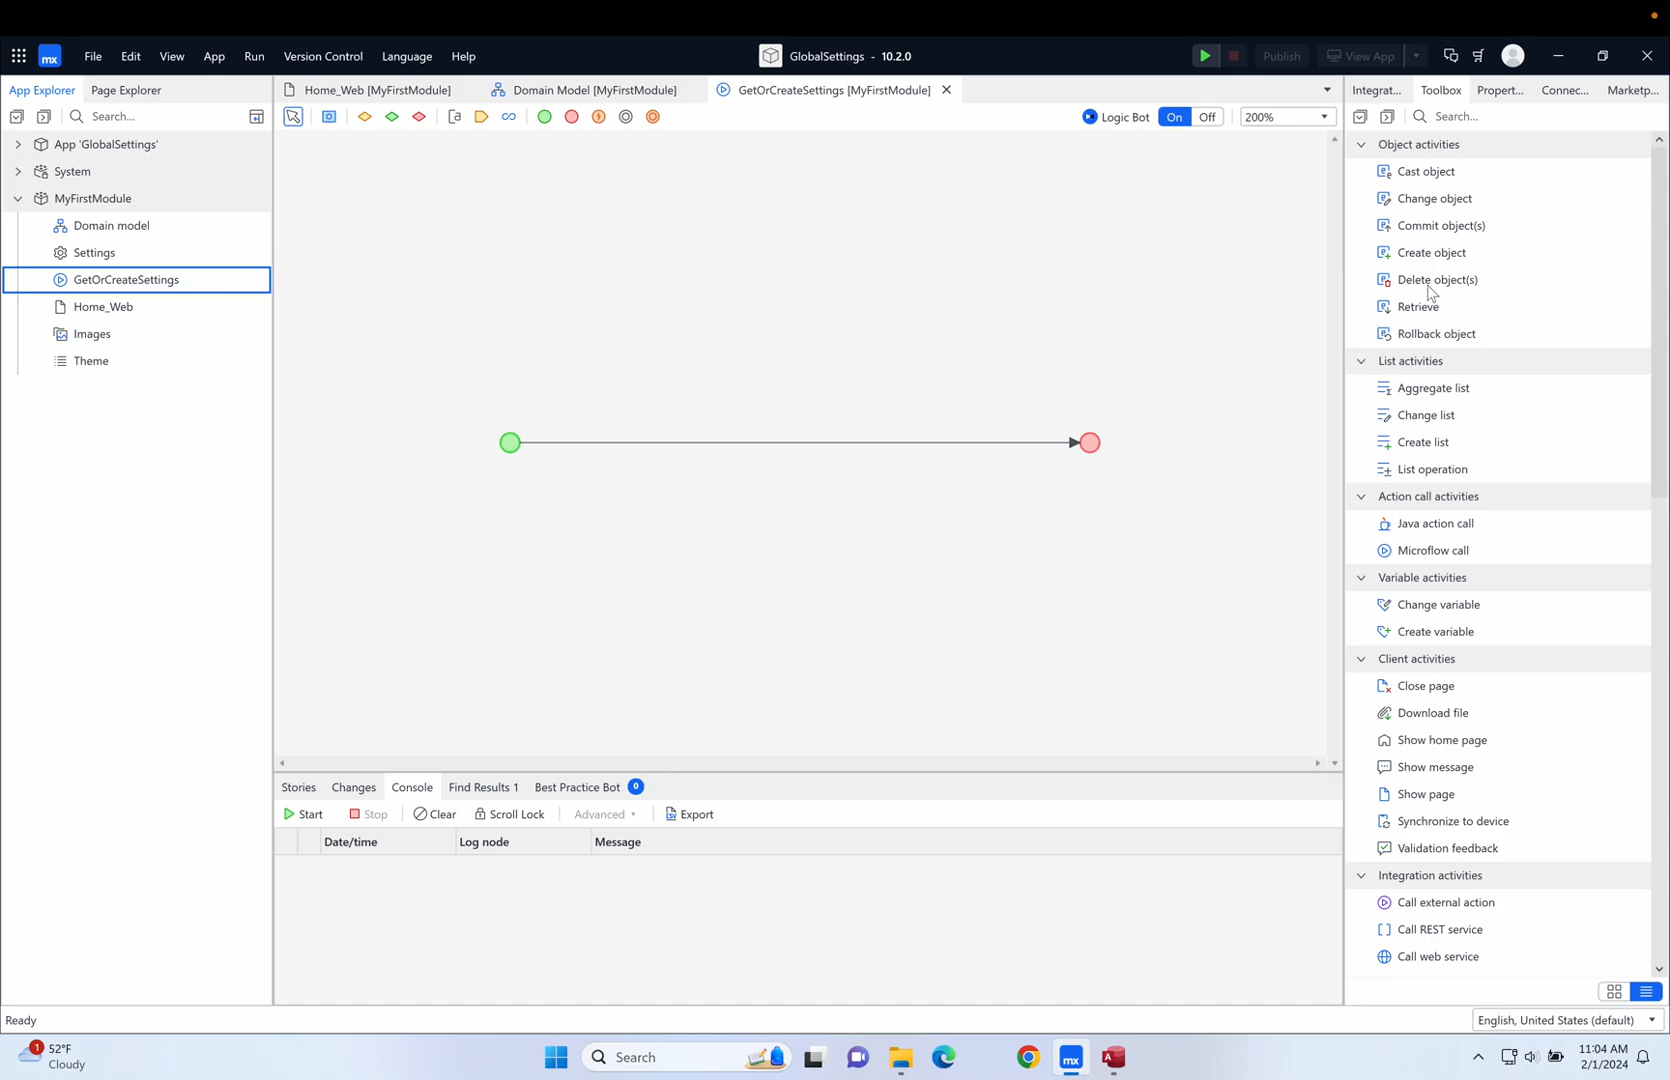 mx File Edit View App Run Version Control Language Help GlobalSettings - 10.2.0 Publish View App
App Explorer Page Explorer Home_Web [MyFirstModule] Domain Model [MyFirstModule] GetOrCreateSettings [MyFirstModule] Integrat... Toolbox Propert... Connec... Marketp...
Search... Logic Bot On Off 200% Search...
App 'GlobalSettings'
System
MyFirstModule
Domain model
Settings
GetOrCreateSettings
Home_Web
Images
Theme
Object activities
Cast object
Change object
Commit object(s)
Create object
Delete object(s)
Retrieve
Rollback object
List activities
Aggregate list
Change list
Create list
List operation
Action call activities
Java action call
Microflow call
Variable activities
Change variable
Create variable
Client activities
Close page
Download file
Show home page
Show message
Show page
Synchronize to device
Validation feedback
Integration activities
Call external action
Call REST service
Call web service
Stories Changes Console Find Results 1 Best Practice Bot 0
Start Stop Clear Scroll Lock Advanced Export
Date/time Log node Message
Ready English, United States (default)
1 52°F
Cloudy
Search
mx
11:04 AM
2/1/2024